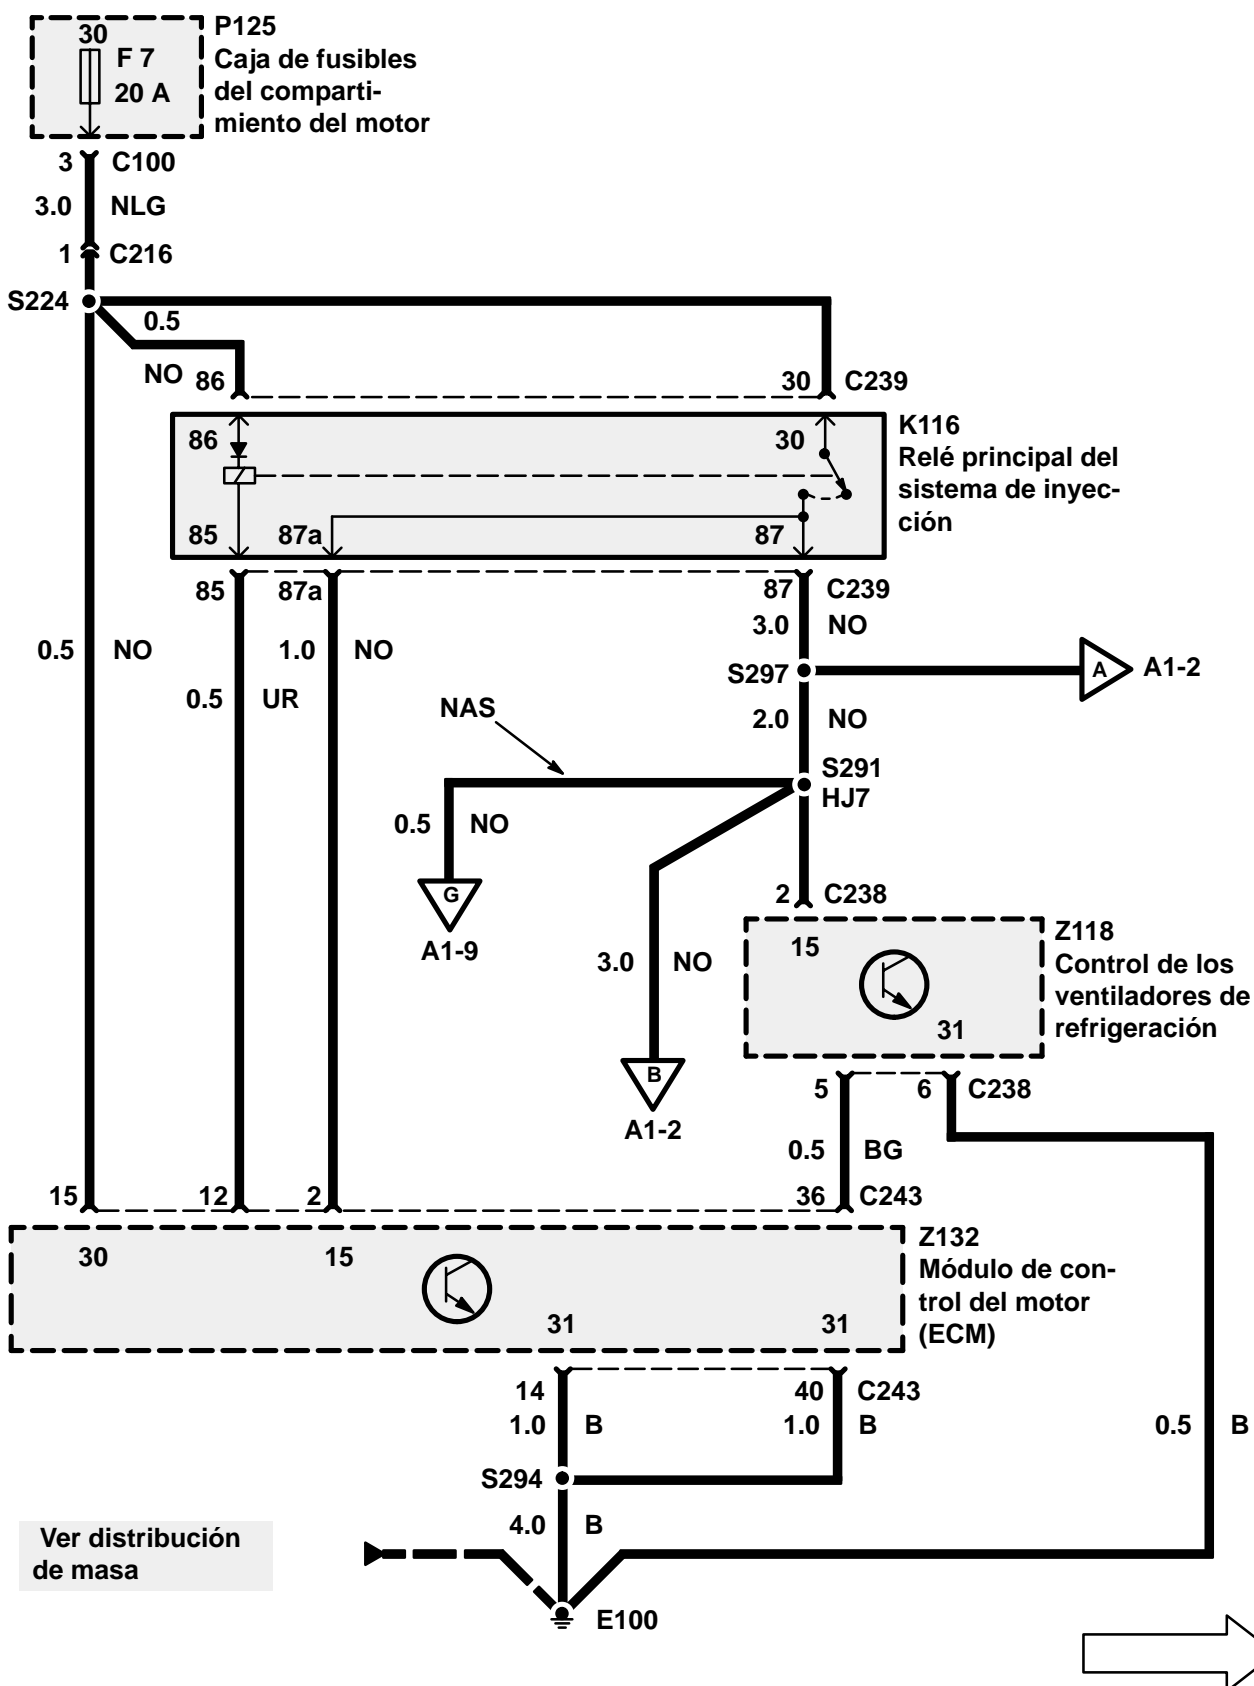 30
F 7
20 A
P125
Caja de fusibles
del comparti-
miento del motor
3 C100
3.0 NLG
1 C216
S224
0.5
NO
86
30 C239
86
30
K116
Relé principal del
sistema de inyec-
ción
85
87a
87
85
87a
87 C239
3.0 NO
0.5 NO
1.0 NO
S297
A
A1-2
0.5 UR
NAS
2.0 NO
S291
HJ7
0.5 NO
G
A1-9
2 C238
15
Z118
Control de los
ventiladores de
refrigeración
31
3.0 NO
B
A1-2
5
6 C238
0.5 BG
15
12
2
36 C243
30
15
31
31
Z132
Módulo de con-
trol del motor
(ECM)
14
40 C243
1.0 B
1.0 B
0.5 B
S294
4.0 B
Ver distribución
de masa
E100